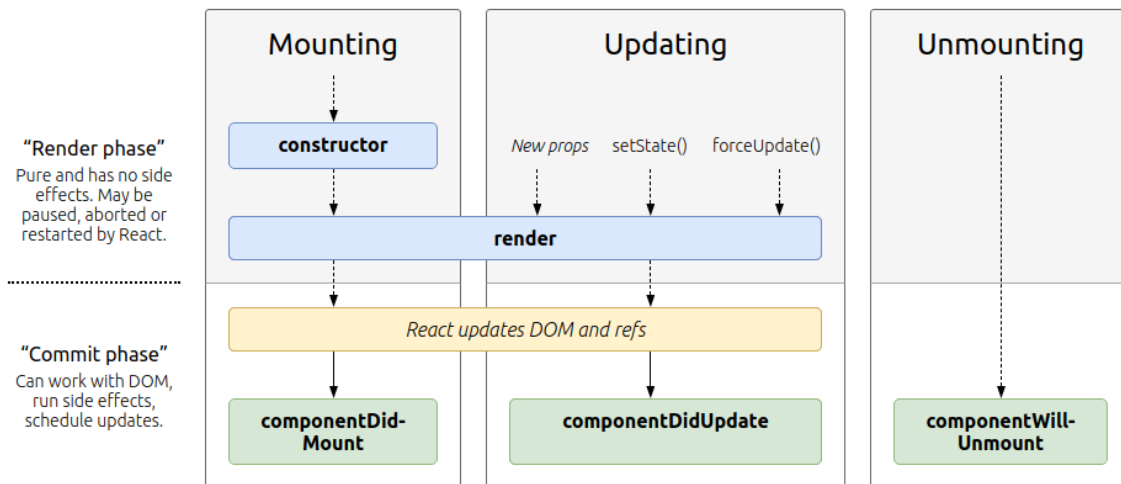 Mounting
Updating
Unmounting
“Render phase”
Pure and has no side
effects. May be
paused, aborted or
restarted by React.
constructor
New props
setState()
forceUpdate()
render
“Commit phase”
Can work with DOM,
run side effects,
schedule updates.
React updates DOM and refs
componentDid-
Mount
componentDidUpdate
componentWill-
Unmount